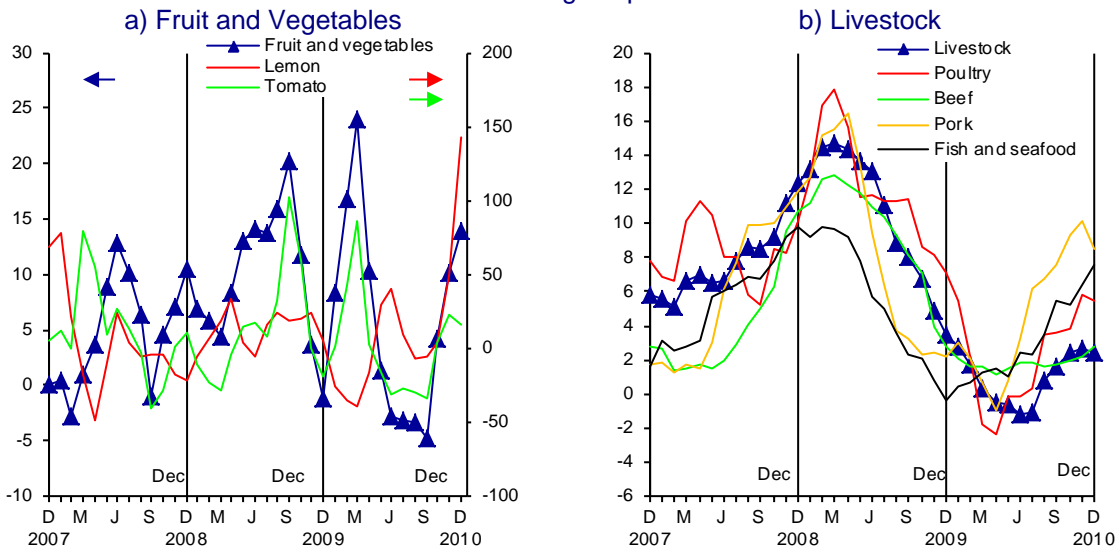 a) Fruit and Vegetables
Fruit and vegetables
Lemon
Tomato
30
25
20
15
10
5
0
-5
-10
200
150
100
50
0
-50
-100
Dec
Dec
Dec
D M J S D M J S D M J S D
2007 2008 2009 2010
b) Livestock
Livestock
Poultry
Beef
Pork
Fish and seafood
20
18
16
14
12
10
8
6
4
2
0
-2
-4
-6
Dec
Dec
Dec
D M J S D M J S D M J S D
2007 2008 2009 2010